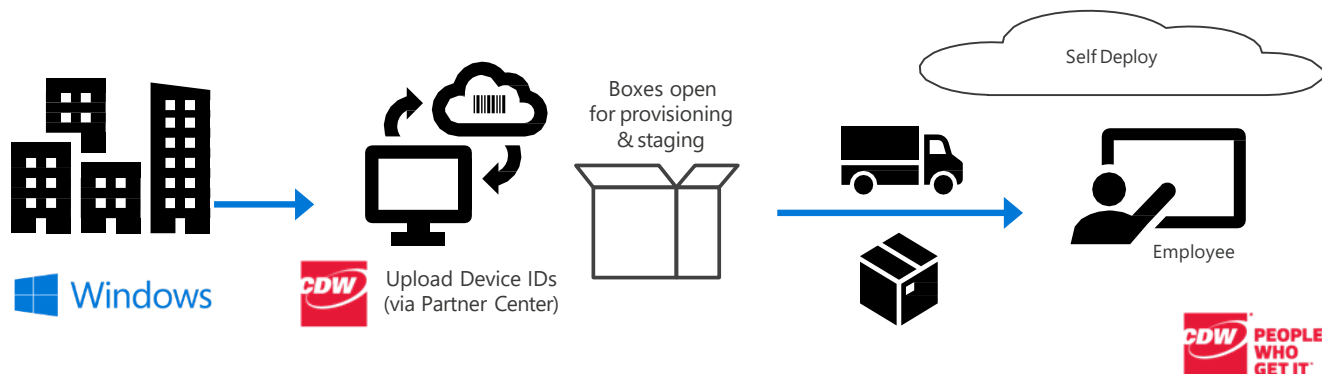 Self Deploy
Boxes open
for provisioning
& staging
Employee
Windows
CDW
Upload Device IDs
(via Partner Center)
CDW
PEOPLE
WHO
GET IT